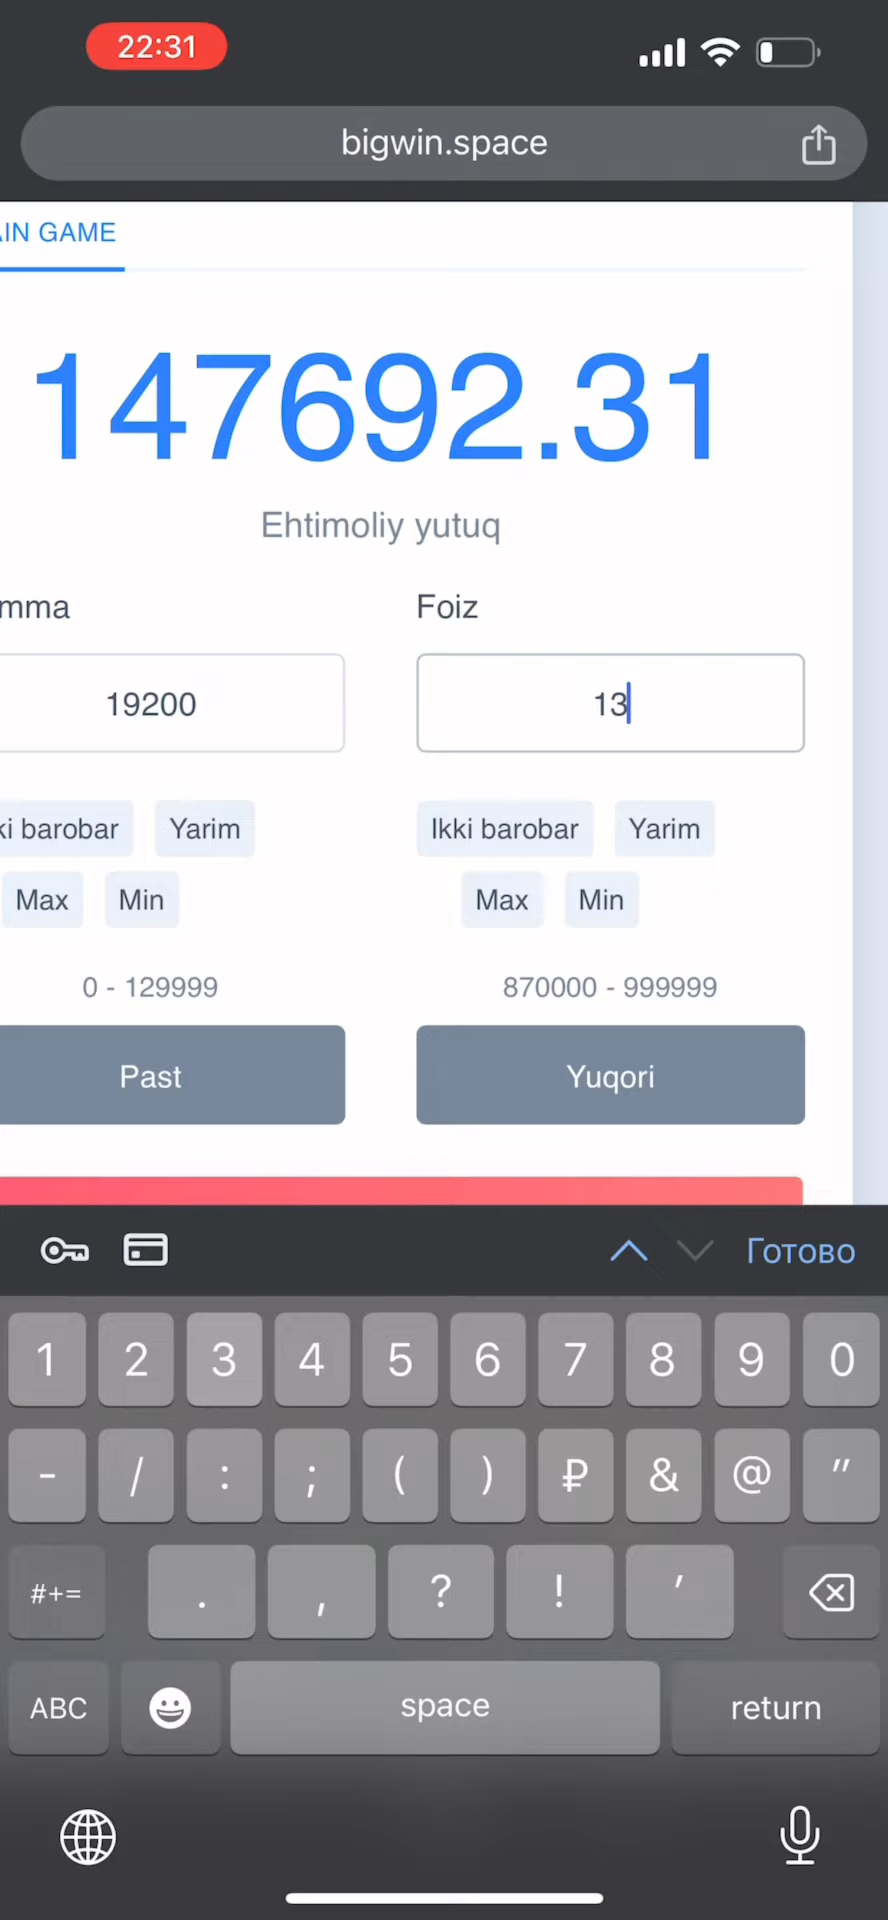 22:31
bigwin.space
AIN GAME
147692.31
Ehtimoliy yutuq
mma
Foiz
19200
13
ki barobar
Yarim
Ikki barobar
Yarim
Max
Min
Max
Min
0 - 129999
870000 - 999999
Past
Yuqori
Готово
1 2 3 4 5 6 7 8 9 0
- / : ; ( ) ₽ & @ "
#+= . , ? ! '
ABC
space
return